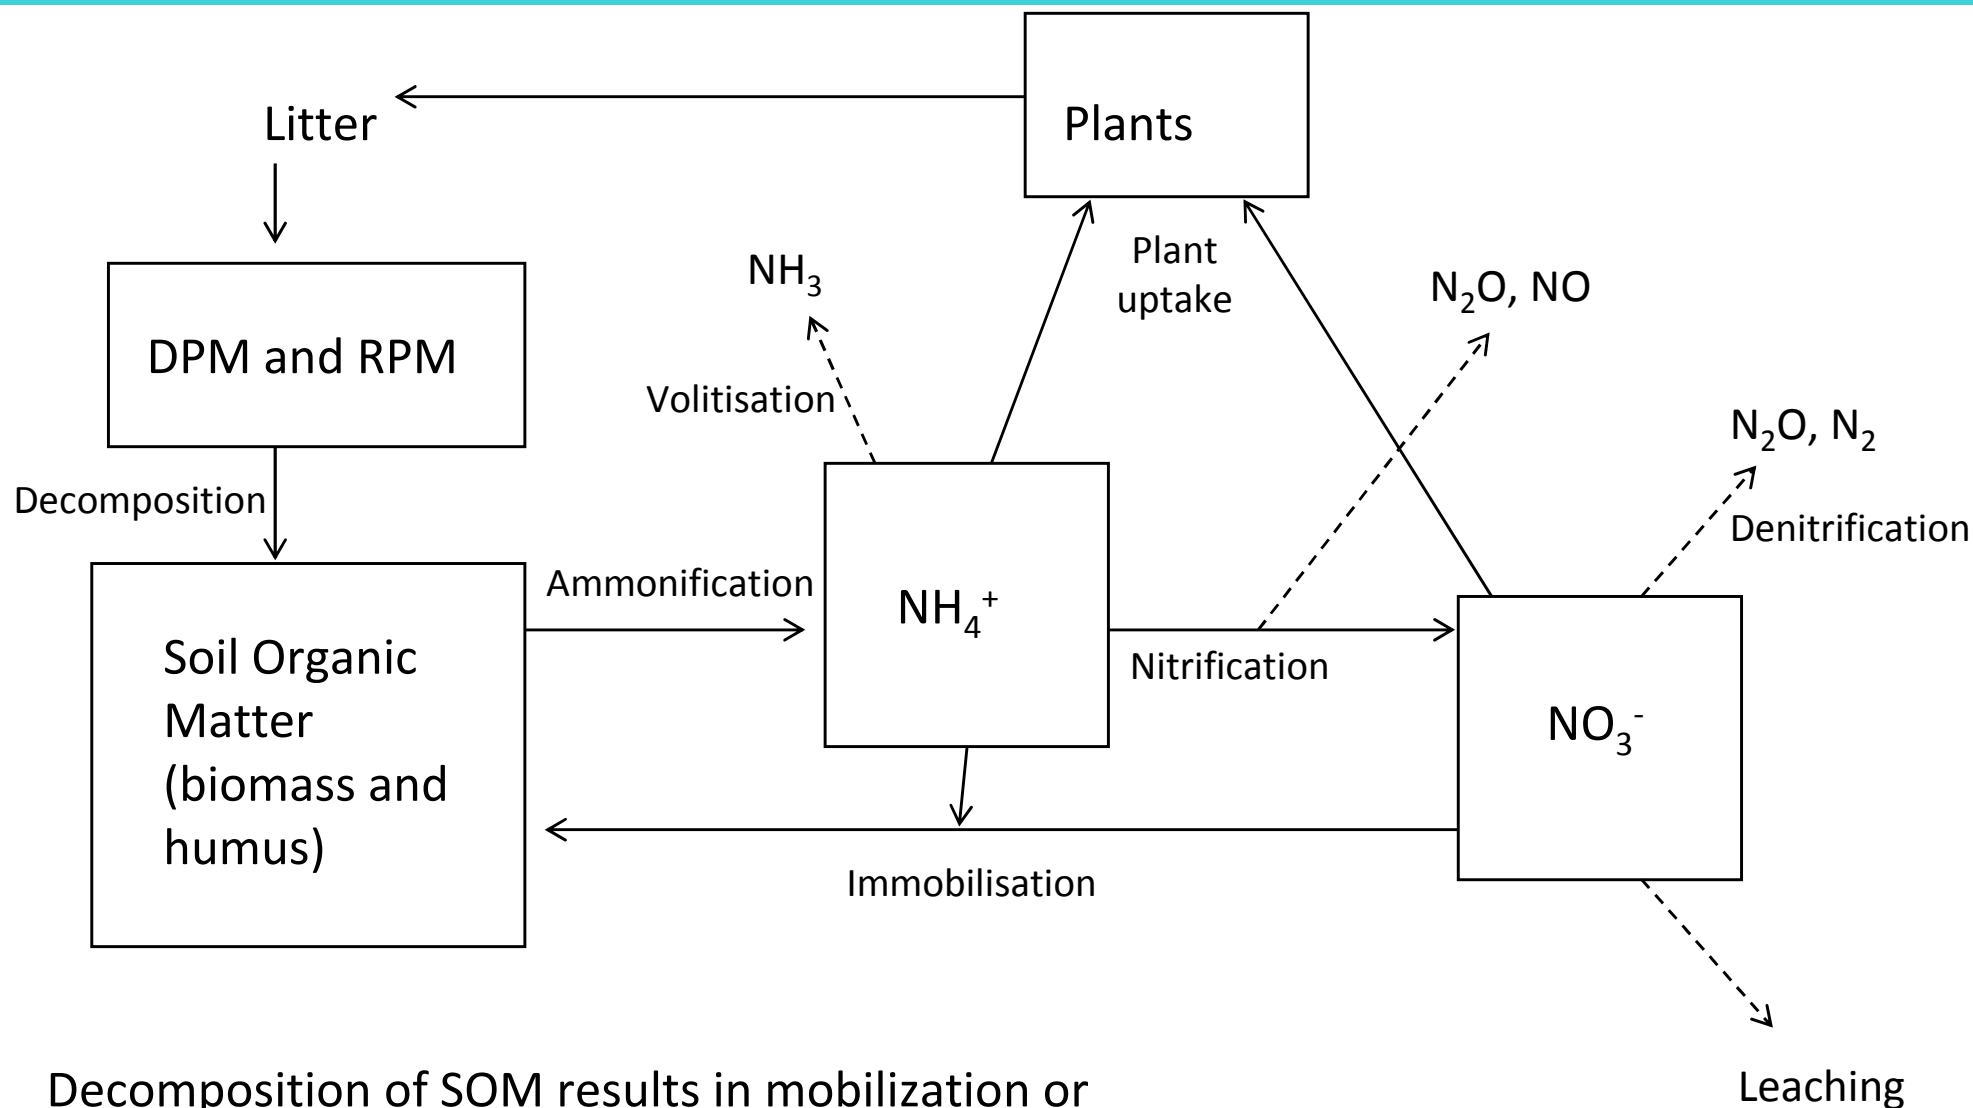 Plants
Litter
Plant
uptake
NH₃
N₂O, NO
DPM and RPM
Volitisation
N₂O, N₂
Decomposition
Denitrification
Ammonification
NH₄⁺
Soil Organic
Matter
(biomass and
humus)
Nitrification
NO₃⁻
Immobilisation
Leaching
Decomposition of SOM results in mobilization or